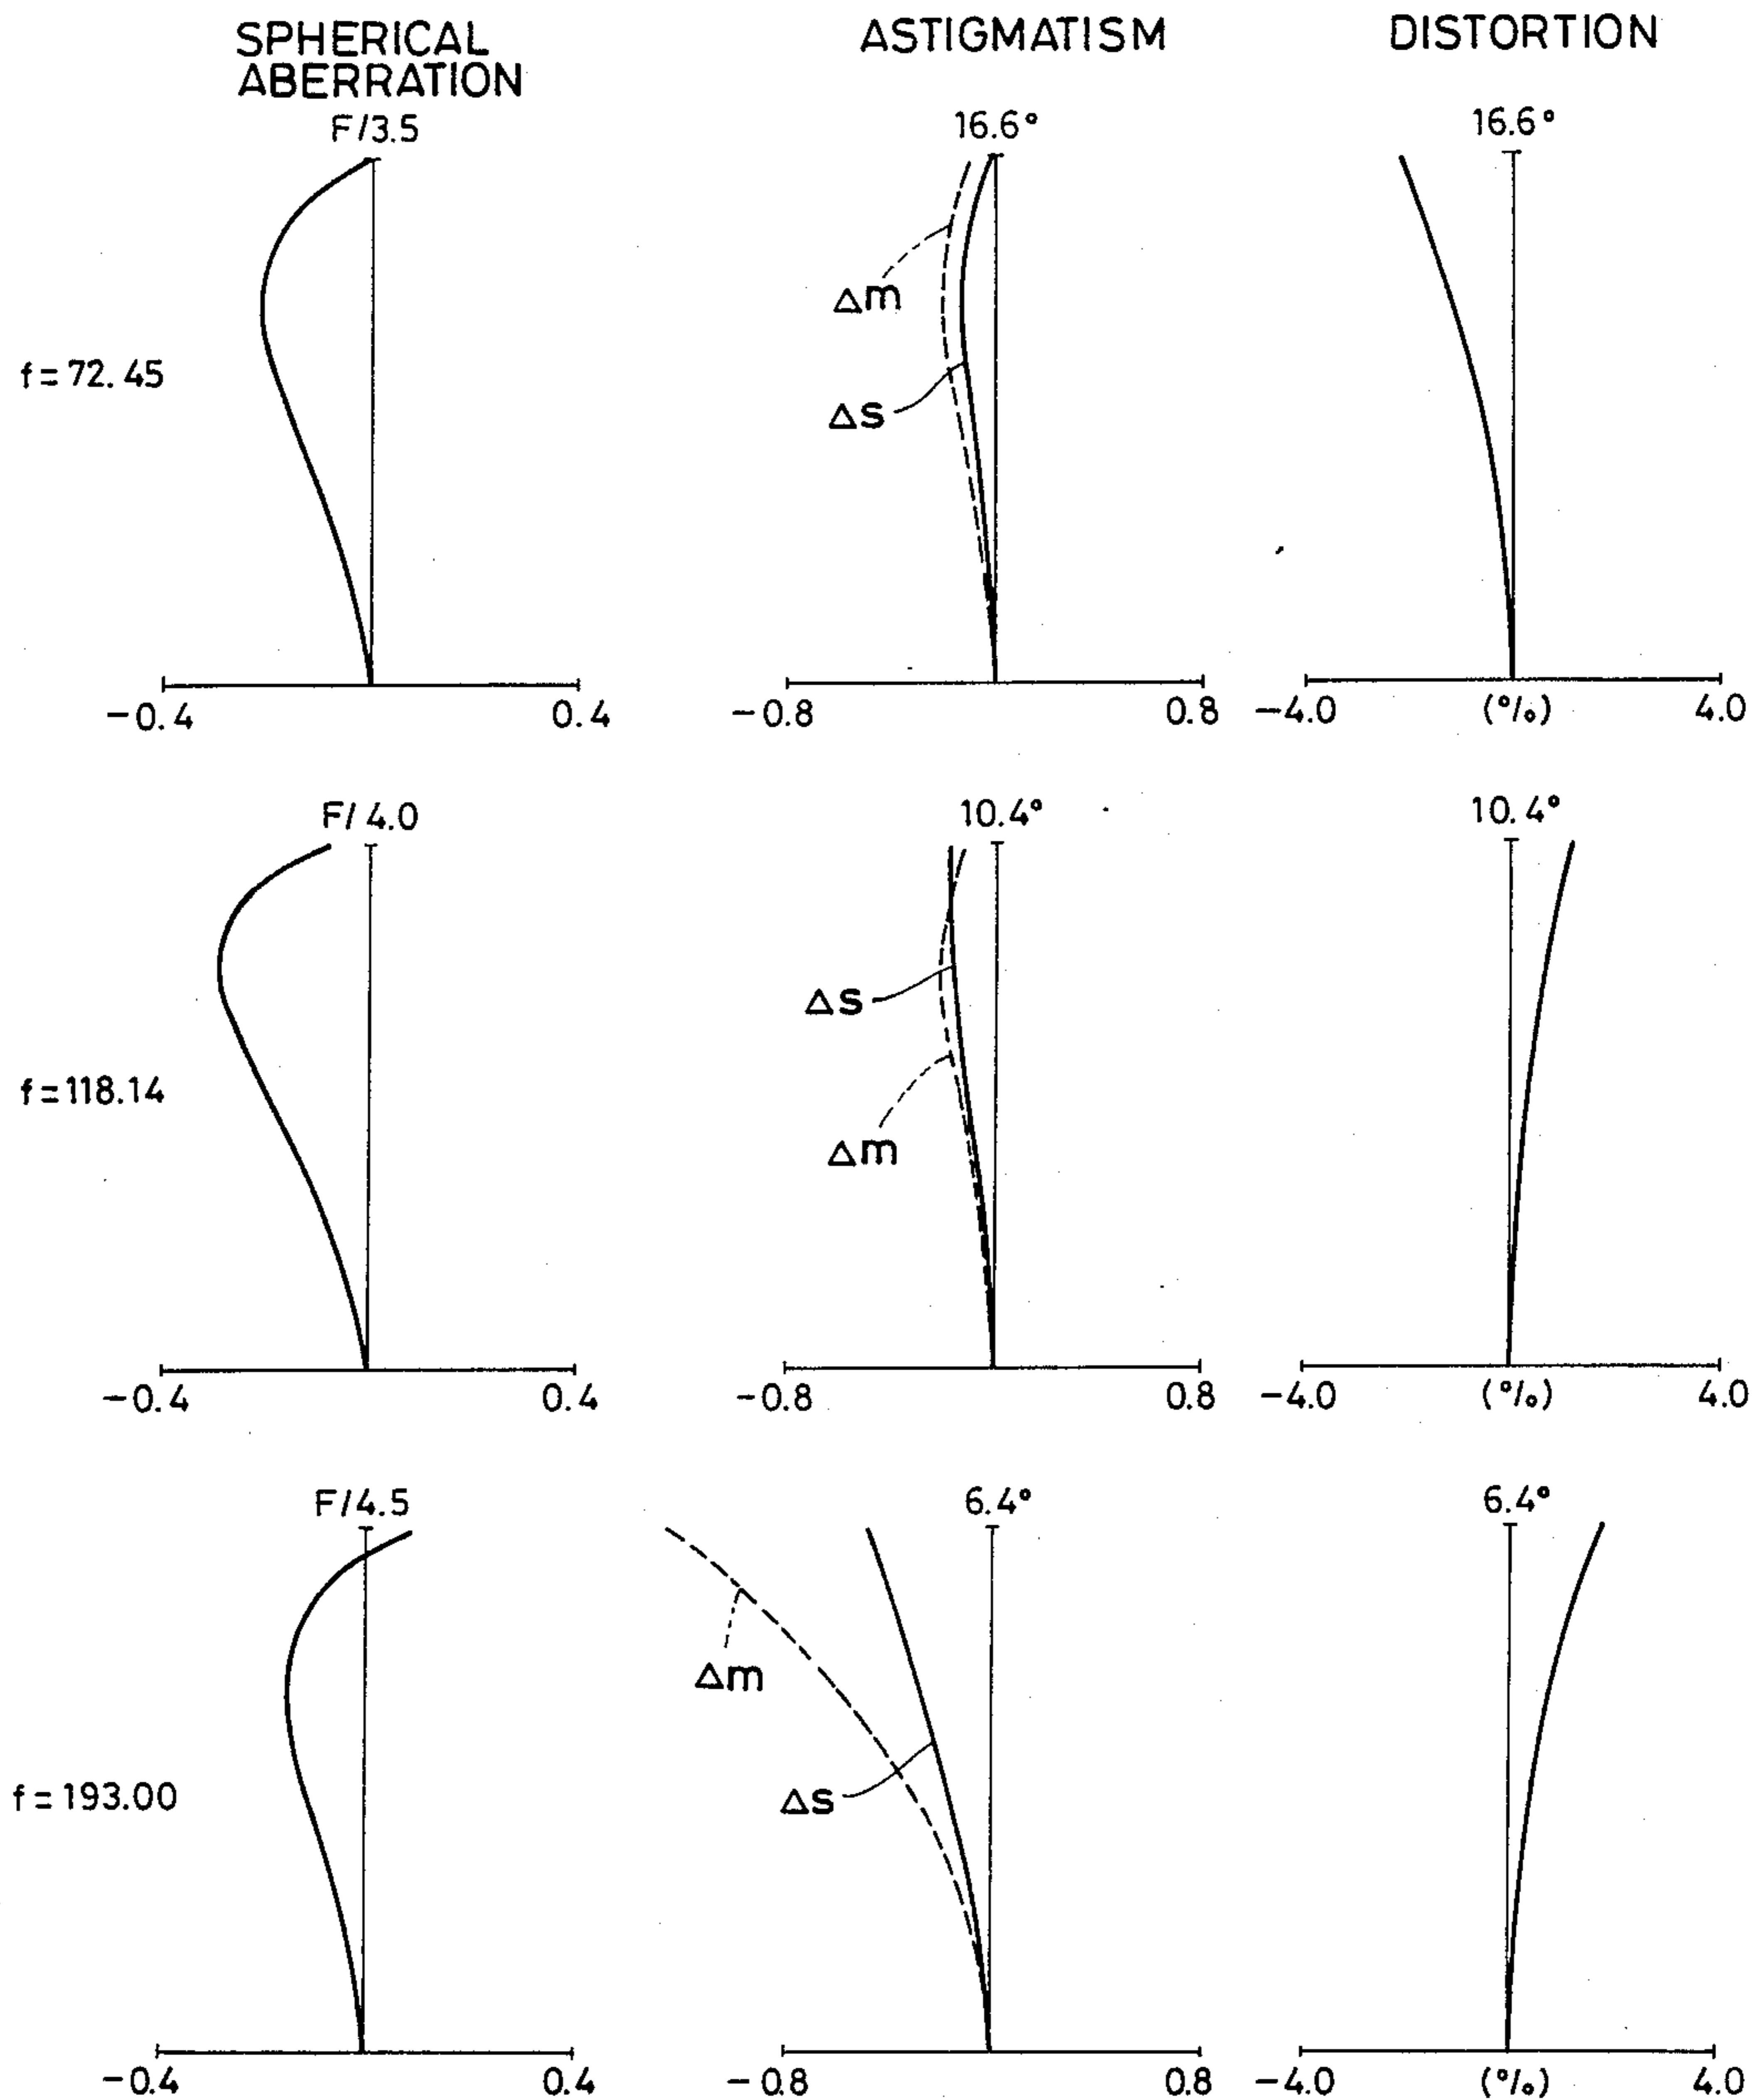 SPHERICAL
ABERRATION
ASTIGMATISM
DISTORTION
F/3.5
16.6°
16.6°
Δm
f=72.45
Δs
-0.4
0.4
-0.8
0.8
-4.0
(%)
4.0
F/4.0
10.4°
10.4°
Δs
f=118.14
Δm
-0.4
0.4
-0.8
0.8
-4.0
(%)
4.0
F/4.5
6.4°
6.4°
Δm
f=193.00
Δs
-0.4
0.4
-0.8
0.8
-4.0
(%)
4.0